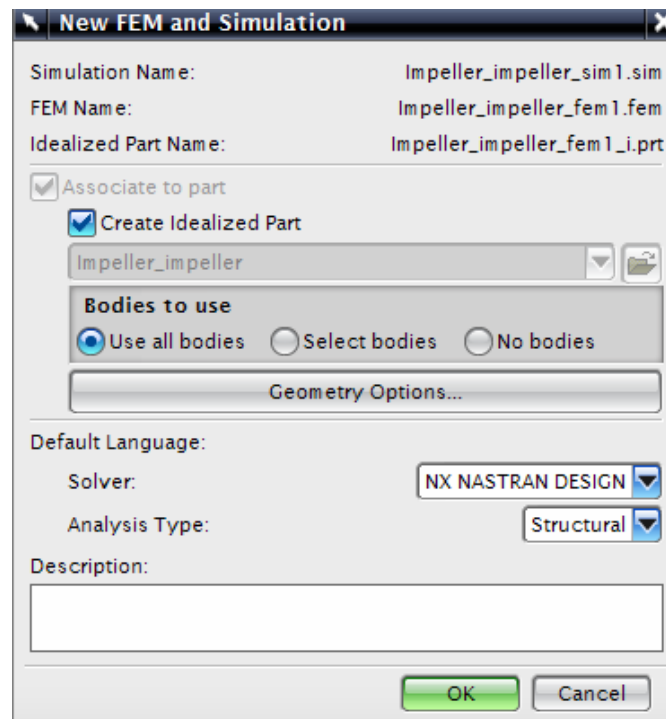 New FEM and Simulation
Simulation Name: Impeller_impeller_sim1.sim
FEM Name: Impeller_impeller_fem1.fem
Idealized Part Name: Impeller_impeller_fem1_i.prt
Associate to part
Create Idealized Part
Impeller_impeller
Bodies to use
Use all bodies Select bodies No bodies
Geometry Options...
Default Language:
Solver: NX NASTRAN DESIGN
Analysis Type: Structural
Description:
OK Cancel